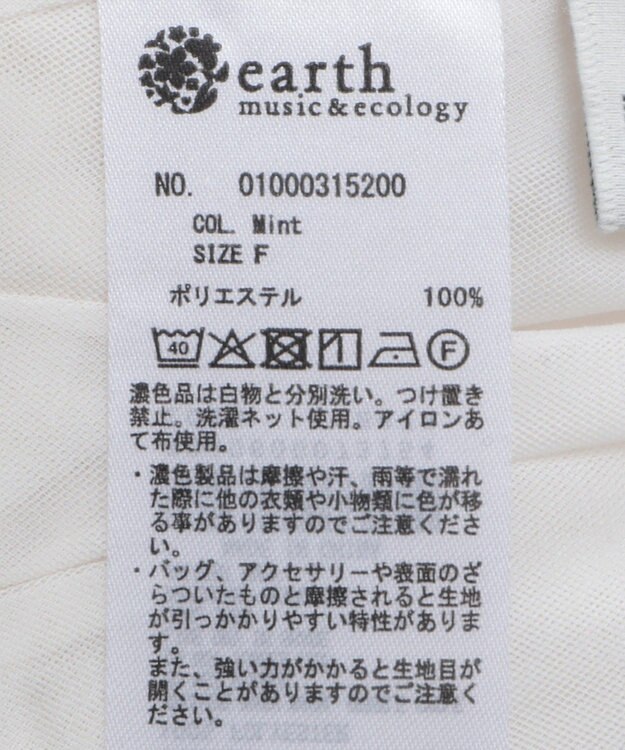 earth
music&ecology
NO. 01000315200
COL. Mint
SIZE F
ポリエステル 100%
40 F
濃色品は白物と分別洗い。つけ置き
禁止。洗濯ネット使用。アイロンあ
て布使用。
・濃色製品は摩擦や汗、雨等で濡れ
た際に他の衣類や小物類に色が移
る事がありますのでご注意くださ
い。
・バッグ、アクセサリーや表面のざ
らついたものと摩擦されると生地
が引っかかりやすい特性がありま
す。
また、強い力がかかると生地目が
開くことがありますのでご注意く
ださい。